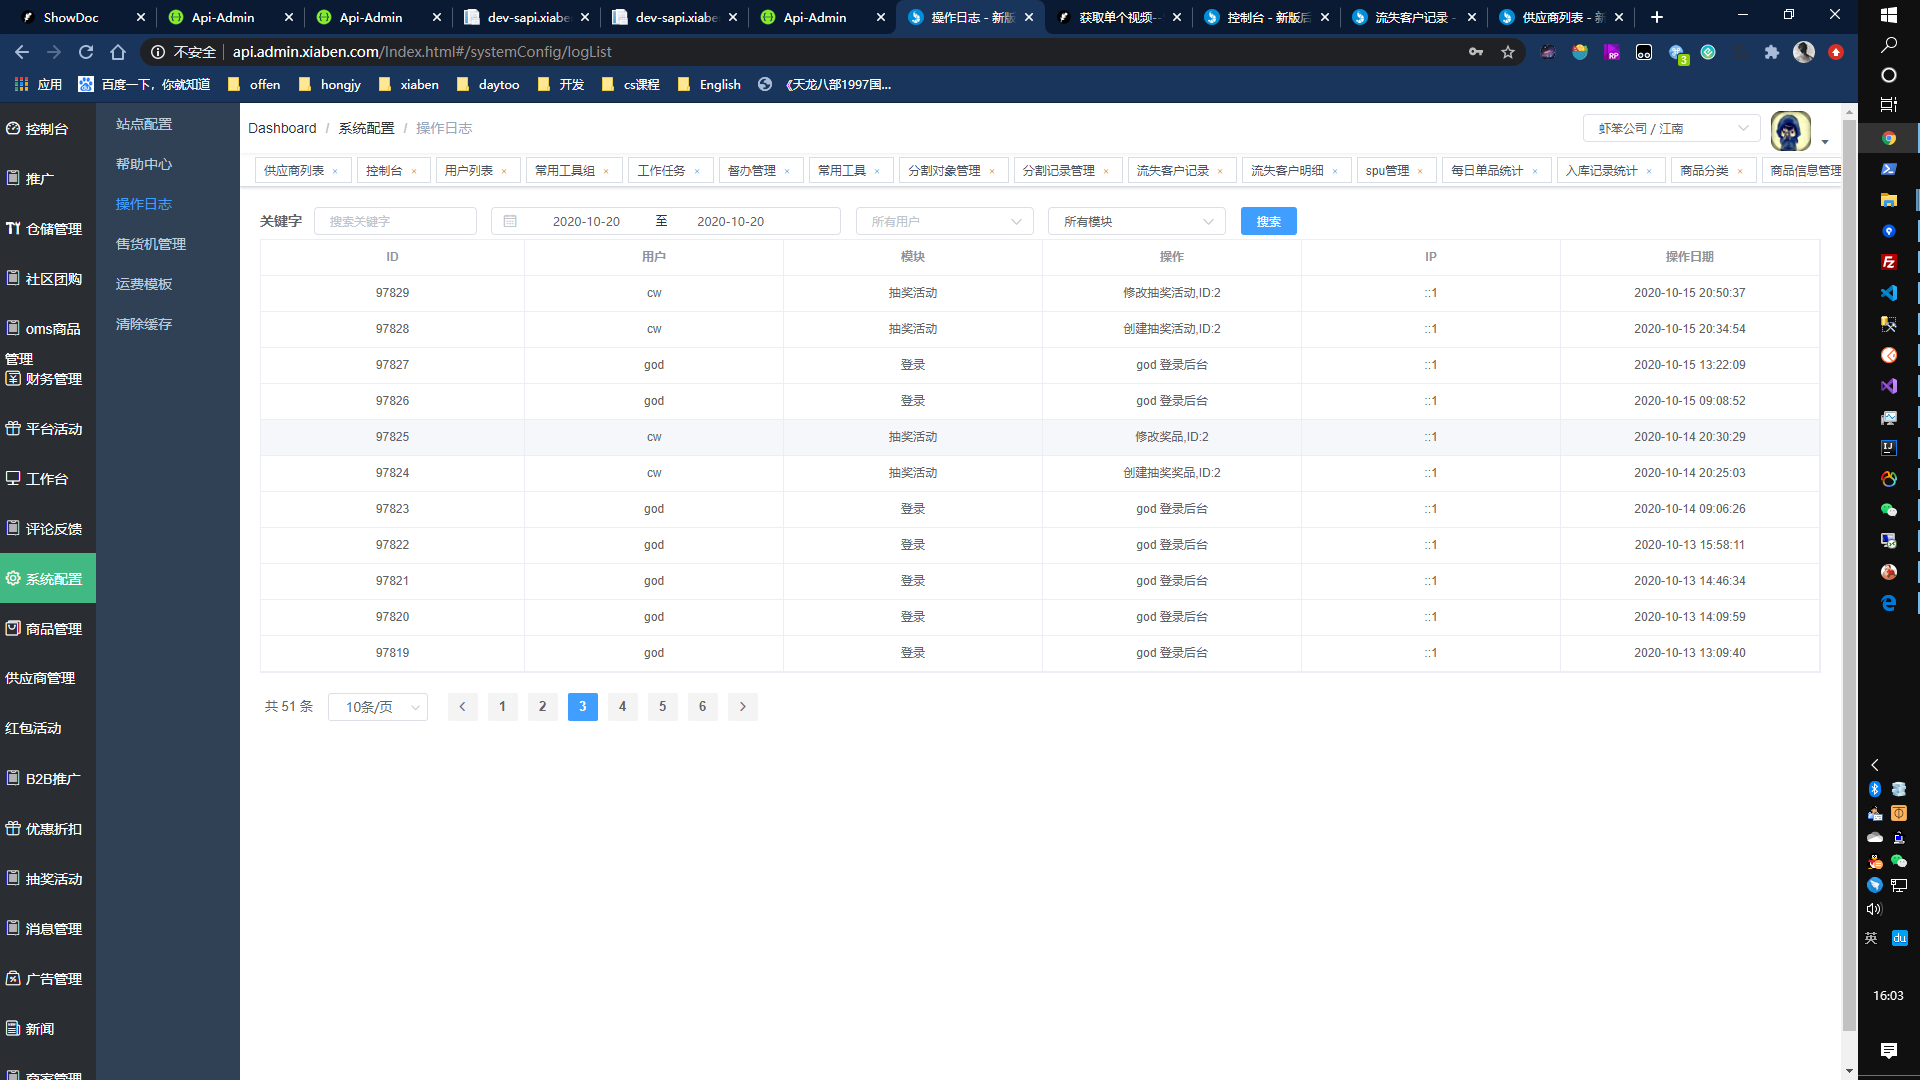 ShowDoc
Api-Admin
Api-Admin
dev-sapi.xiabe
dev-sapi.xiabe
Api-Admin
操作日志 - 新版
获取单个视频--
控制台 - 新版后
流失客户记录 -
供应商列表 - 新
不安全 api.admin.xiaben.com/Index.html#/systemConfig/logList
应用 百度一下，你就知道 offen hongjy xiaben daytoo 开发 cs课程 English 《天龙八部1997国...
控制台
推广
仓储管理
社区团购
oms商品
管理
财务管理
平台活动
工作台
评论反馈
系统配置
商品管理
供应商管理
红包活动
B2B推广
优惠折扣
抽奖活动
消息管理
广告管理
新闻
商家管理
站点配置
帮助中心
操作日志
售货机管理
运费模板
清除缓存
Dashboard / 系统配置 / 操作日志
虾笨公司 / 江南
供应商列表 × 控制台 × 用户列表 × 常用工具组 × 工作任务 × 督办管理 × 常用工具 × 分割对象管理 × 分割记录管理 × 流失客户记录 × 流失客户明细 × spu管理 × 每日单品统计 × 入库记录统计 × 商品分类 × 商品信息管理
关键字 搜索关键字 2020-10-20 至 2020-10-20 所有用户 所有模块 搜索
ID 用户 模块 操作 IP 操作日期
97829 cw 抽奖活动 修改抽奖活动,ID:2 ::1 2020-10-15 20:50:37
97828 cw 抽奖活动 创建抽奖活动,ID:2 ::1 2020-10-15 20:34:54
97827 god 登录 god 登录后台 ::1 2020-10-15 13:22:09
97826 god 登录 god 登录后台 ::1 2020-10-15 09:08:52
97825 cw 抽奖活动 修改奖品,ID:2 ::1 2020-10-14 20:30:29
97824 cw 抽奖活动 创建抽奖奖品,ID:2 ::1 2020-10-14 20:25:03
97823 god 登录 god 登录后台 ::1 2020-10-14 09:06:26
97822 god 登录 god 登录后台 ::1 2020-10-13 15:58:11
97821 god 登录 god 登录后台 ::1 2020-10-13 14:46:34
97820 god 登录 god 登录后台 ::1 2020-10-13 14:09:59
97819 god 登录 god 登录后台 ::1 2020-10-13 13:09:40
共 51 条 10条/页 1 2 3 4 5 6
英 du
16:03